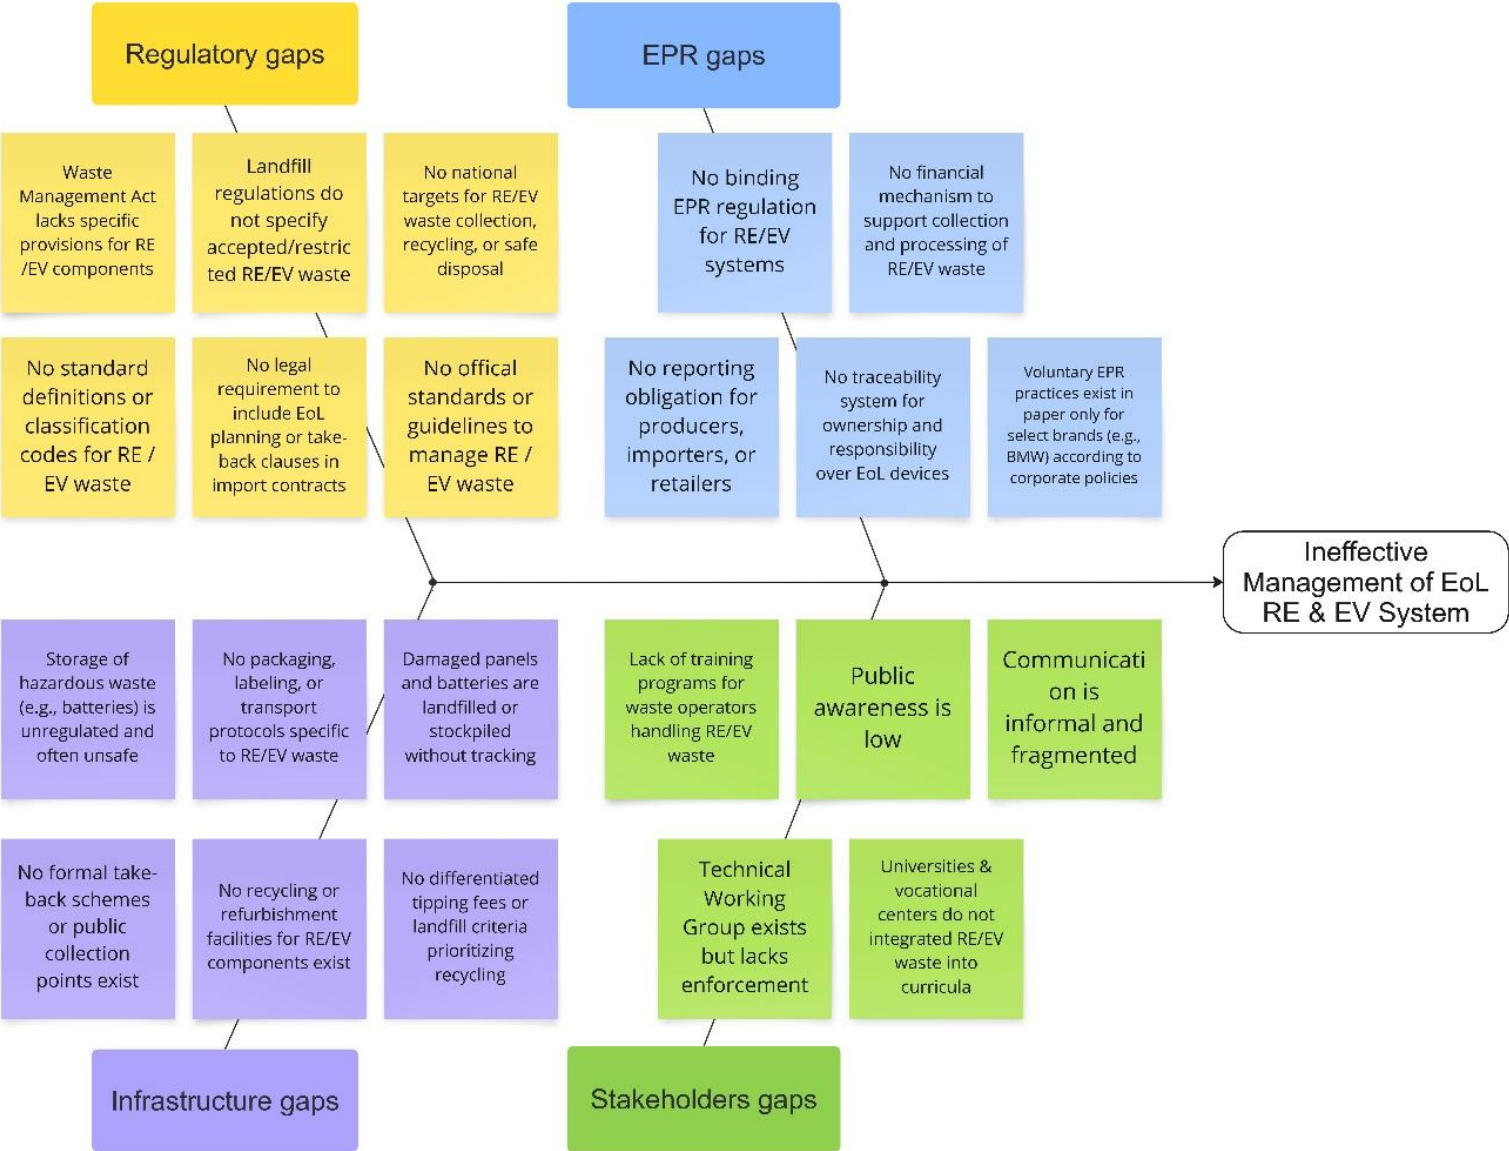 Regulatory gaps
EPR gaps
Waste
Management Act
lacks specific
provisions for RE
/EV components
Landfill
regulations do
not specify
accepted/restric
ted RE/EV waste
No national
targets for RE/EV
waste collection,
recycling, or safe
disposal
No binding
EPR regulation
for RE/EV
systems
No financial
mechanism to
support collection
and processing of
RE/EV waste
No standard
definitions or
classification
codes for RE /
EV waste
No legal
requirement to
include EoL
planning or take-
back clauses in
import contracts
No offical
standards or
guidelines to
manage RE /
EV waste
No reporting
obligation for
producers,
importers, or
retailers
No traceability
system for
ownership and
responsibility
over EoL devices
Voluntary EPR
practices exist in
paper only for
select brands (e.g.,
BMW) according to
corporate policies
Ineffective
Management of EoL
RE & EV System
Storage of
hazardous waste
(e.g., batteries) is
unregulated and
often unsafe
No packaging,
labeling, or
transport
protocols specific
to RE/EV waste
Damaged panels
and batteries are
landfilled or
stockpiled
without tracking
Lack of training
programs for
waste operators
handling RE/EV
waste
Public
awareness is
low
Communicati
on is
informal and
fragmented
No formal take-
back schemes
or public
collection
points exist
No recycling or
refurbishment
facilities for RE/EV
components exist
No differentiated
tipping fees or
landfill criteria
prioritizing
recycling
Technical
Working
Group exists
but lacks
enforcement
Universities &
vocational
centers do not
integrated RE/EV
waste into
curricula
Infrastructure gaps
Stakeholders gaps